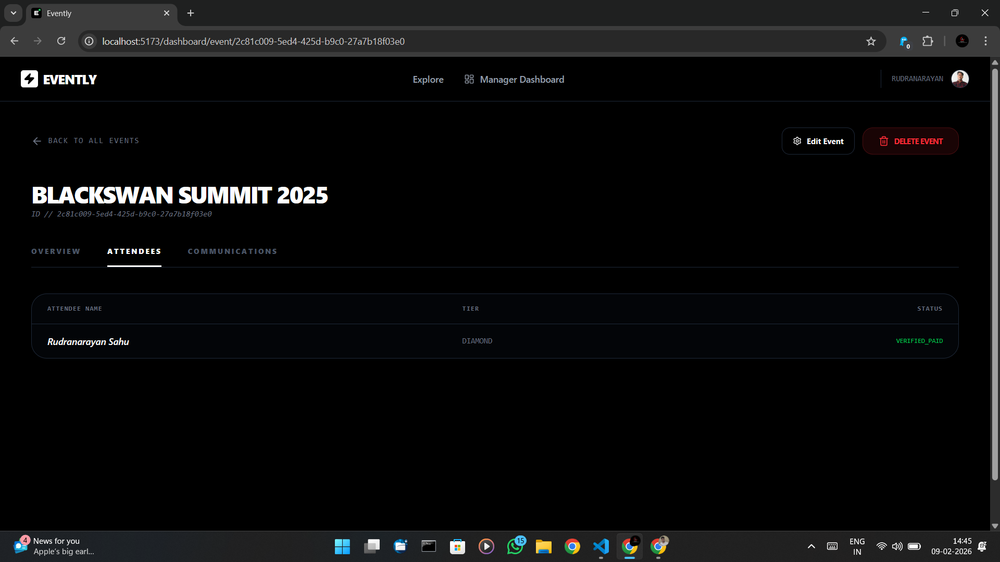 Evently
localhost:5173/dashboard/event/2c81c009-5ed4-425d-b9c0-27a7b18f03e0
0
EVENTLY
Explore
Manager Dashboard
RUDRANARAYAN
BACK TO ALL EVENTS
Edit Event
DELETE EVENT
BLACKSWAN SUMMIT 2025
ID // 2c81c009-5ed4-425d-b9c0-27a7b18f03e0
OVERVIEW
ATTENDEES
COMMUNICATIONS
ATTENDEE NAME
TIER
STATUS
Rudranarayan Sahu
DIAMOND
VERIFIED_PAID
4
News for you
Apple's big earl...
15
ENG
IN
14:45
09-02-2026